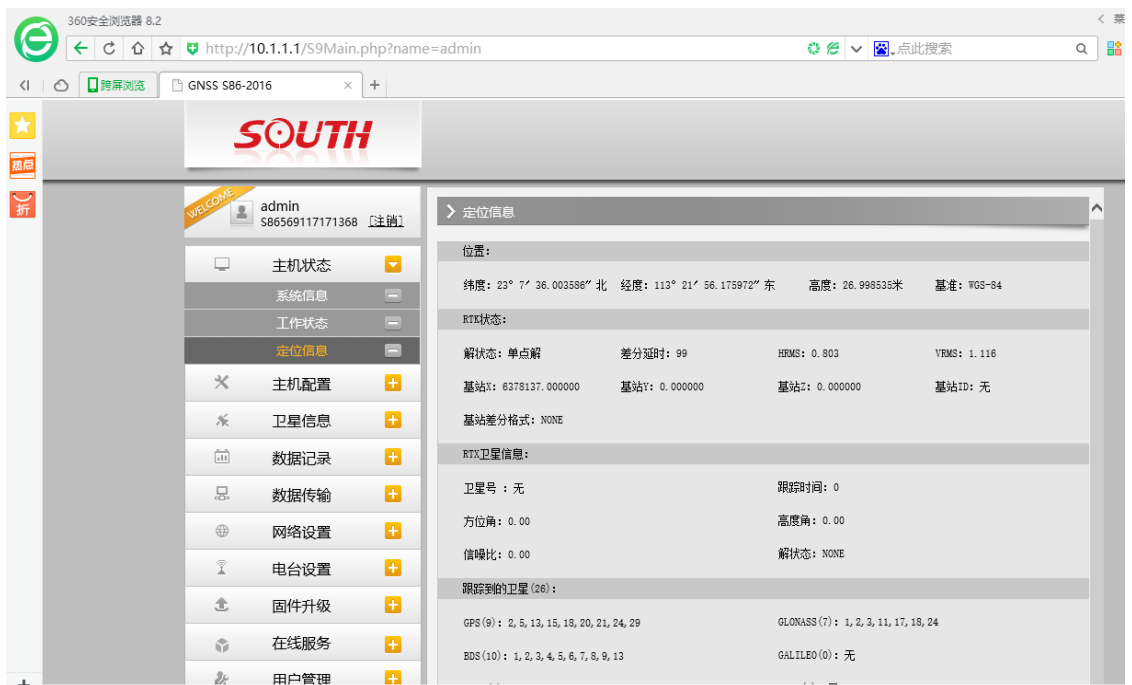 360安全浏览器 8.2
菜
http://10.1.1.1/S9Main.php?name=admin
点此搜索
跨屏浏览
GNSS S86-2016
热点
折
SOUTH
WELCOME
admin
S86569117171368 [注销]
主机状态
系统信息
工作状态
定位信息
主机配置
卫星信息
数据记录
数据传输
网络设置
电台设置
固件升级
在线服务
用户管理
定位信息
位置:
纬度: 23° 7′ 36.003586″ 北 经度: 113° 21′ 56.175972″ 东 高度: 26.998535米 基准: WGS-84
RTK状态:
解状态: 单点解 差分延时: 99 HRMS: 0.803 VRMS: 1.116
基站X: 6378137.000000 基站Y: 0.000000 基站Z: 0.000000 基站ID: 无
基站差分格式: NONE
RTX卫星信息:
卫星号 : 无 跟踪时间: 0
方位角: 0.00 高度角: 0.00
信噪比: 0.00 解状态: NONE
跟踪到的卫星(26):
GPS(9): 2, 5, 13, 15, 18, 20, 21, 24, 29 GLONASS(7): 1, 2, 3, 11, 17, 18, 24
BDS(10): 1, 2, 3, 4, 5, 6, 7, 8, 9, 13 GALILEO(0): 无